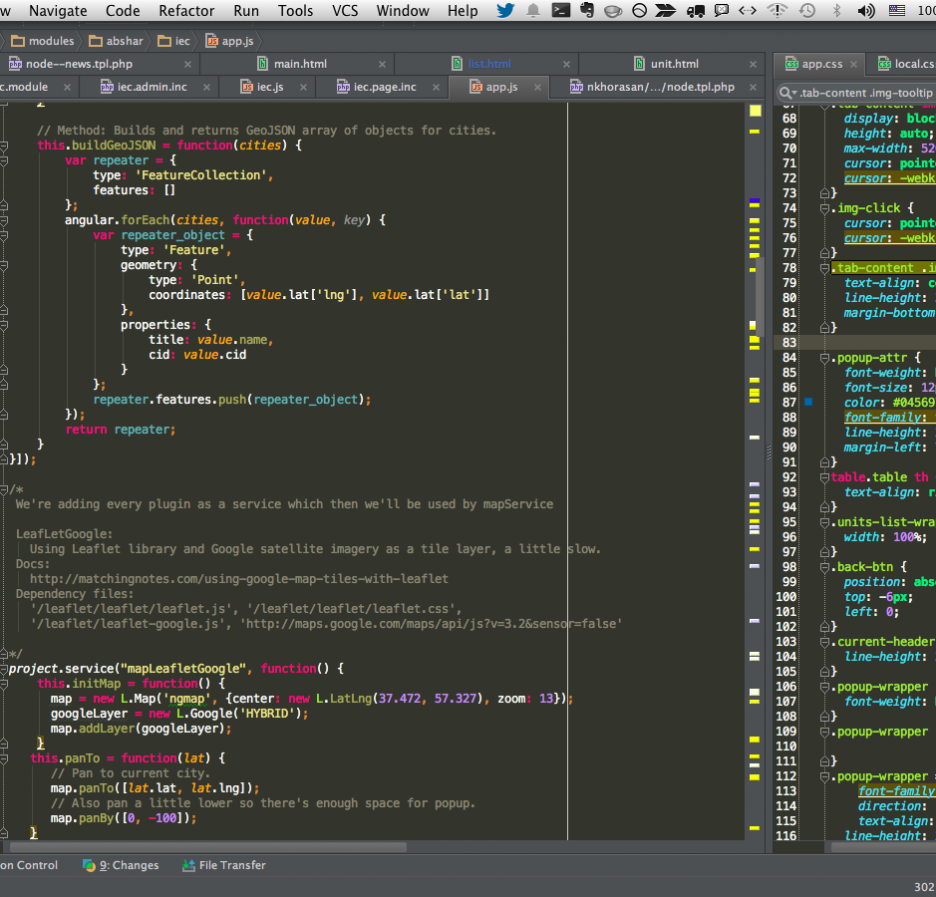 w Navigate Code Refactor Run Tools VCS Window Help 100
modules abshar iec app.js
node--news.tpl.php main.html list.html unit.html app.css local.cs
c.module iec.admin.inc iec.js iec.page.inc app.js nkhorasan/.../node.tpl.php .tab-content .img-tooltip
// Method: Builds and returns GeoJSON array of objects for cities.
this.buildGeoJSON = function(cities) {
var repeater = {
type: 'FeatureCollection',
features: []
};
angular.forEach(cities, function(value, key) {
var repeater_object = {
type: 'Feature',
geometry: {
type: 'Point',
coordinates: [value.lat['lng'], value.lat['lat']]
},
properties: {
title: value.name,
cid: value.cid
}
};
repeater.features.push(repeater_object);
});
return repeater;
}
}]);
/*
We're adding every plugin as a service which then we'll be used by mapService
LeafLetGoogle:
Using Leaflet library and Google satellite imagery as a tile layer, a little slow.
Docs:
http://matchingnotes.com/using-google-map-tiles-with-leaflet
Dependency files:
'/leaflet/leaflet/leaflet.js', '/leaflet/leaflet/leaflet.css',
'/leaflet/leaflet-google.js', 'http://maps.google.com/maps/api/js?v=3.2&sensor=false'
*/
project.service("mapLeafletGoogle", function() {
this.initMap = function() {
map = new L.Map('ngmap', {center: new L.LatLng(37.472, 57.327), zoom: 13});
googleLayer = new L.Google('HYBRID');
map.addLayer(googleLayer);
}
this.panTo = function(lat) {
// Pan to current city.
map.panTo([lat.lat, lat.lng]);
// Also pan a little lower so there's enough space for popup.
map.panBy([0, -100]);
}
68 display: bloc
69 height: auto;
70 max-width: 52
71 cursor: point
72 cursor: -webk
73 }
74 .img-click {
75 cursor: point
76 cursor: -webk
77 }
78 .tab-content .i
79 text-align: c
80 line-height:
81 margin-bottom
82 }
83
84 .popup-attr {
85 font-weight:
86 font-size: 12
87 color: #04569
88 font-family:
89 line-height:
90 margin-left:
91 }
92 table.table th
93 text-align: r
94 }
95 .units-list-wra
96 width: 100%;
97 }
98 .back-btn {
99 position: abs
100 top: -6px;
101 left: 0;
102 }
103 .current-header
104 line-height:
105 }
106 .popup-wrapper
107 font-weight:
108 }
109 .popup-wrapper
110
111 }
112 .popup-wrapper
113 font-family
114 direction:
115 text-align:
116 line-height:
on Control 9: Changes File Transfer
302